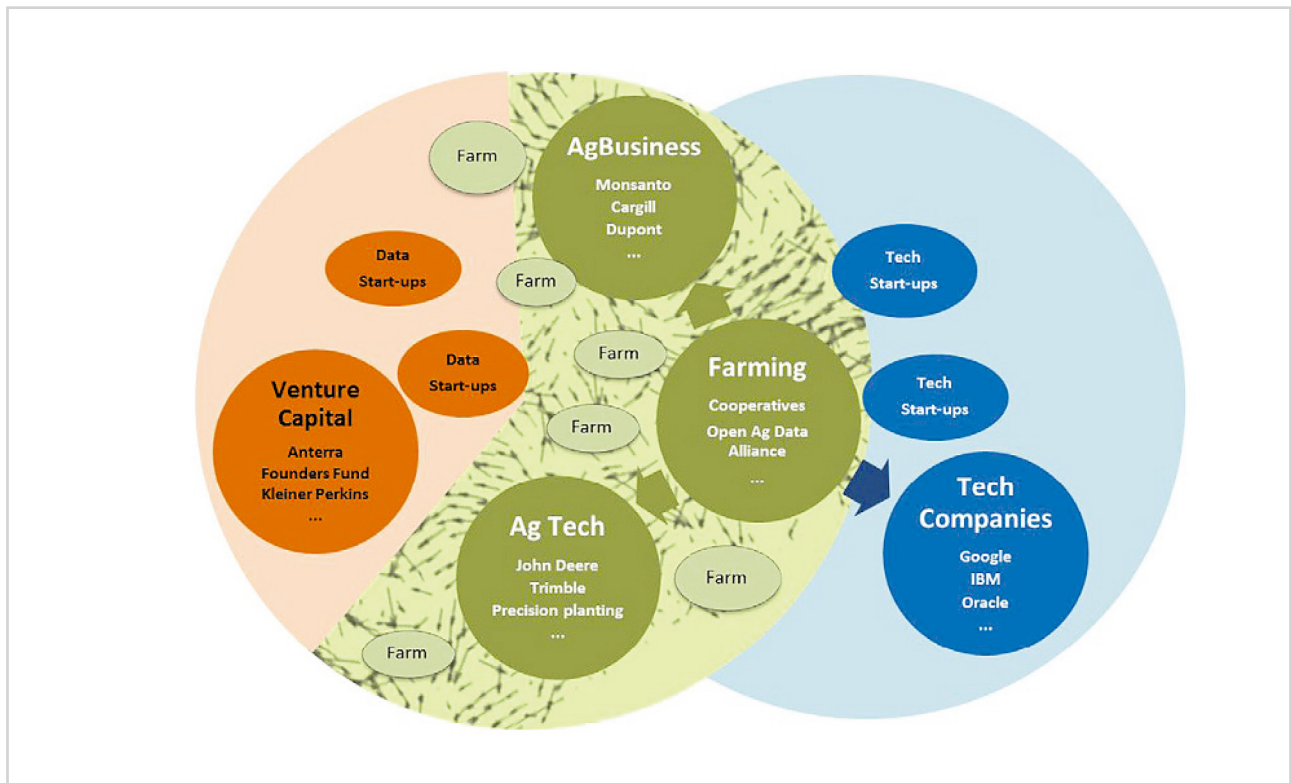 Farm
AgBusiness
Monsanto
Cargill
Dupont
...
Data
Start-ups
Farm
Tech
Start-ups
Farm
Data
Start-ups
Farming
Cooperatives
Open Ag Data
Alliance
...
Tech
Start-ups
Venture
Capital
Anterra
Founders Fund
Kleiner Perkins
...
Farm
Ag Tech
John Deere
Trimble
Precision planting
...
Tech
Companies
Google
IBM
Oracle
...
Farm
Farm